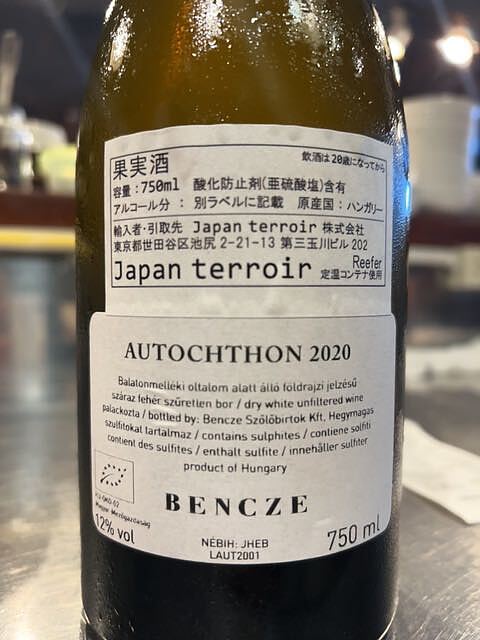 果実酒 飲酒は20歳になってから
容量：750ml 酸化防止剤(亜硫酸塩)含有
アルコール分 ：別ラベルに記載 原産国：ハンガリー
輸入者・引取先 Japan terroir 株式会社
東京都世田谷区池尻 2-21-13 第三玉川ビル 202
Japan terroir Reefer
定温コンテナ使用
AUTOCHTHON 2020
Balatonmelléki oltalom alatt álló földrajzi jelzésű
száraz fehér szűretlen bor / dry white unfiltered wine
palackozta / bottled by: Bencze Szőlőbirtok Kft, Hegymagas
szulfitokat tartalmaz / contains sulphites / contiene solfiti
contient des sulfites / enthält sulfite / innehåller sulfiter
product of Hungary
HU-ÖKO-02
Magyar Mezőgazdaság
BENCZE
12% vol
NÉBIH: JHEB
LAUT2001
750 ml